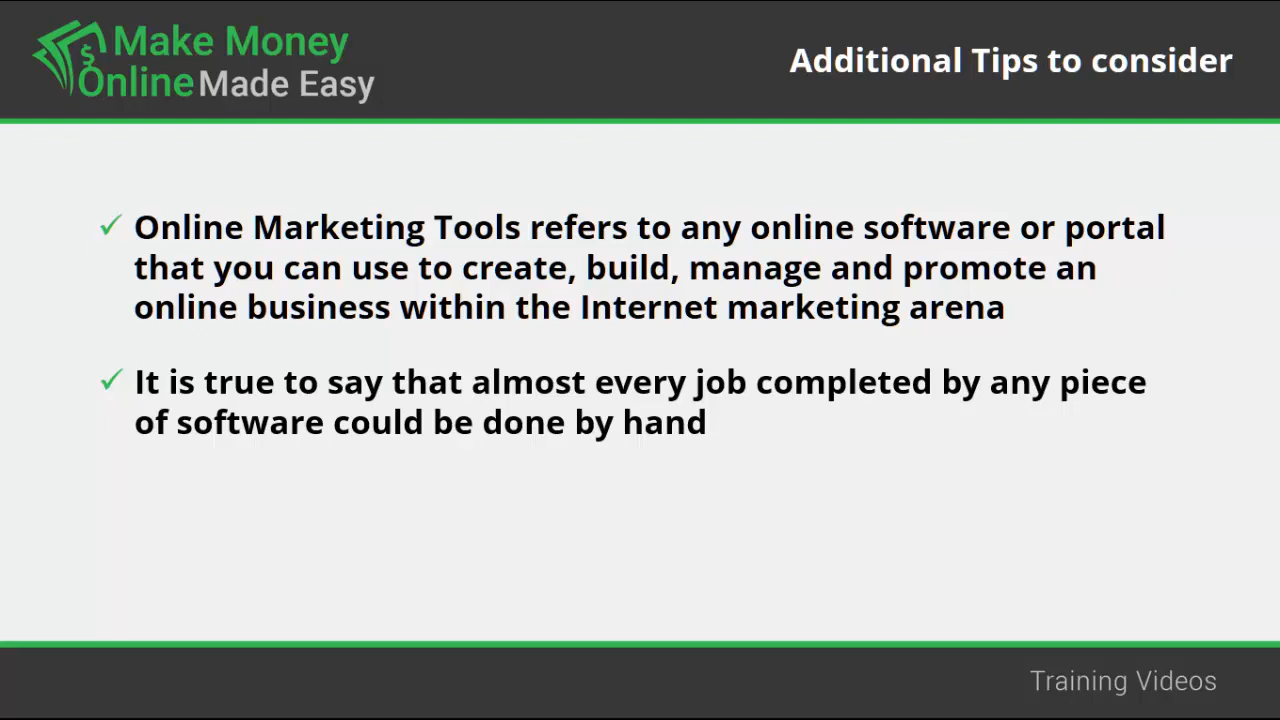 Make Money
Online Made Easy
Additional Tips to consider
Online Marketing Tools refers to any online software or portal
that you can use to create, build, manage and promote an
online business within the Internet marketing arena
It is true to say that almost every job completed by any piece
of software could be done by hand
Training Videos